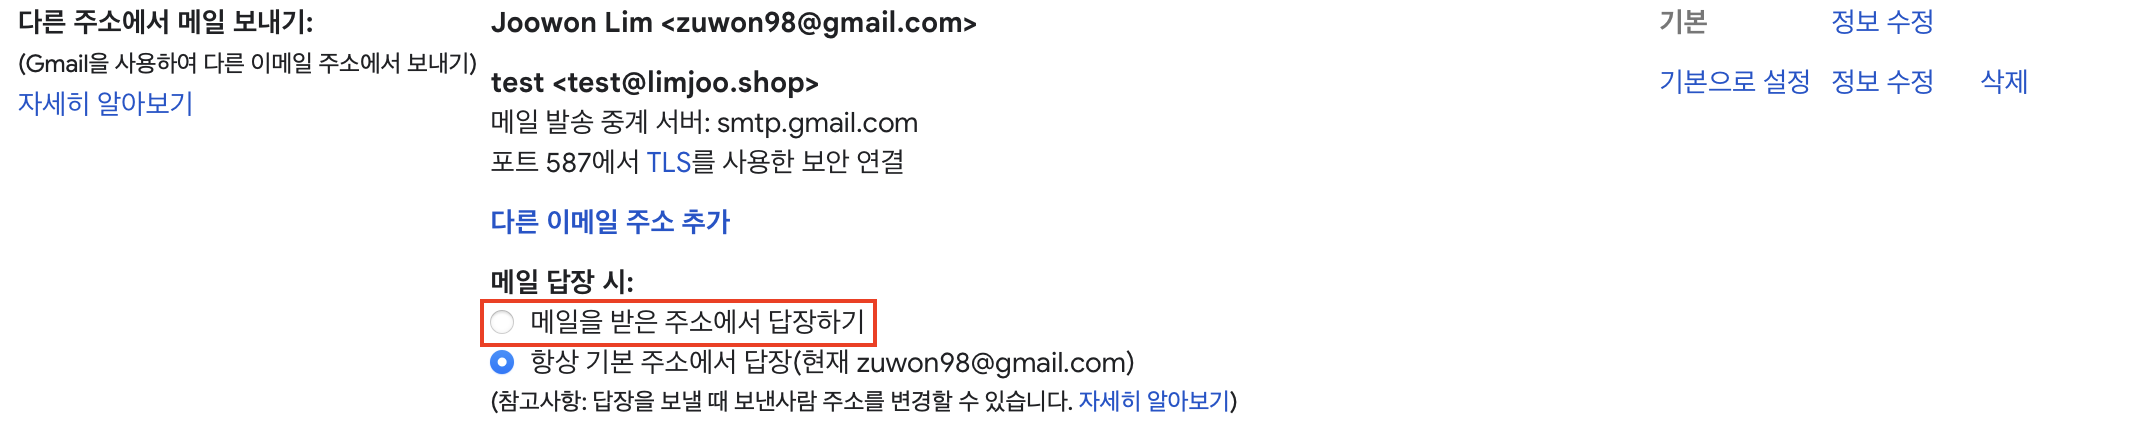 다른 주소에서 메일 보내기:
(Gmail을 사용하여 다른 이메일 주소에서 보내기)
자세히 알아보기
Joowon Lim <zuwon98@gmail.com>
기본
정보 수정
test <test@limjoo.shop>
기본으로 설정
정보 수정
삭제
메일 발송 중계 서버: smtp.gmail.com
포트 587에서 TLS를 사용한 보안 연결
다른 이메일 주소 추가
메일 답장 시:
메일을 받은 주소에서 답장하기
항상 기본 주소에서 답장(현재 zuwon98@gmail.com)
(참고사항: 답장을 보낼 때 보낸사람 주소를 변경할 수 있습니다. 자세히 알아보기)